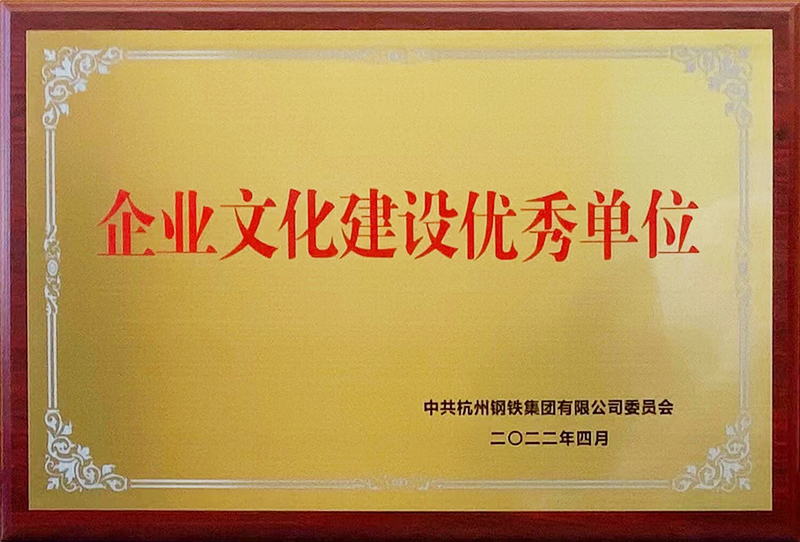 企业文化建设优秀单位
中共杭州钢铁集团有限公司委员会
二〇二二年四月